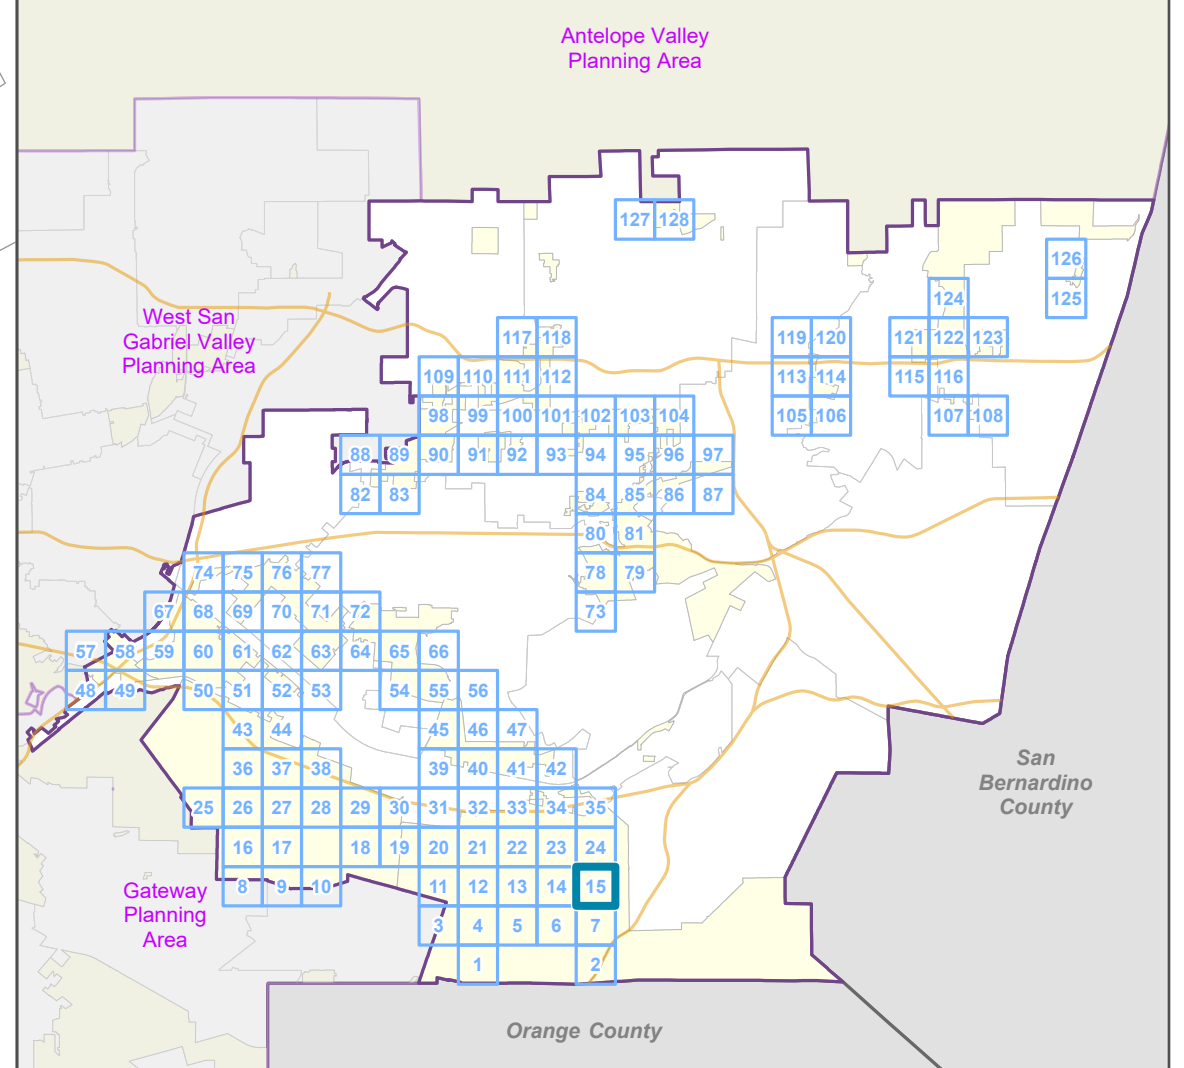 Antelope Valley
Planning Area
127 128
126
125
124
West San
Gabriel Valley
Planning Area
117 118
119 120
121 122 123
109 110 111 112
113 114
115 116
98 99 100 101 102 103 104
105 106
107 108
88 89 90 91 92 93 94 95 96 97
82 83
84 85 86 87
80 81
74 75 76 77
78 79
67 68 69 70 71 72
73
57 58 59 60 61 62 63 64 65 66
48 49 50 51 52 53 54 55 56
43 44
45 46 47
36 37 38
39 40 41 42
San
Bernardino
County
25 26 27 28 29 30 31 32 33 34 35
16 17 18 19 20 21 22 23 24
8 9 10
11 12 13 14 15
Gateway
Planning
Area
3 4 5 6 7
1 2
Orange County